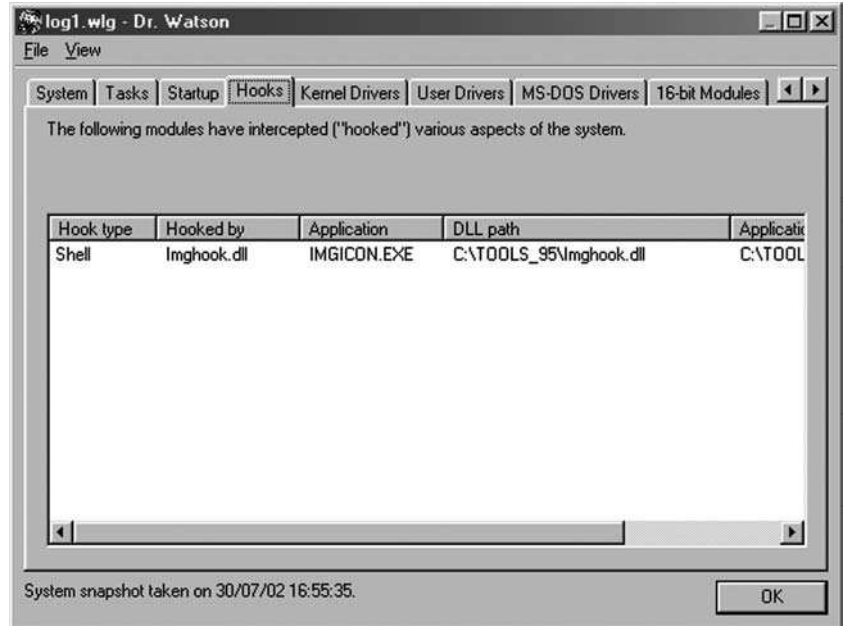 log1.wlg - Dr. Watson
File View
System Tasks Startup Hooks Kernel Drivers User Drivers MS-DOS Drivers 16-bit Modules
The following modules have intercepted ("hooked") various aspects of the system.
Hook type Hooked by Application DLL path Applicatic
Shell Imghook.dll IMGICON.EXE C:\TOOLS_95\Imghook.dll C:\TOOL
System snapshot taken on 30/07/02 16:55:35.
OK